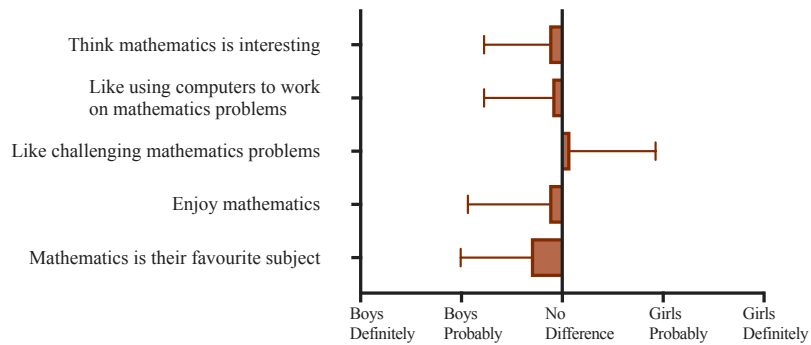 Think mathematics is interesting
Like using computers to work
on mathematics problems
Like challenging mathematics problems
Enjoy mathematics
Mathematics is their favourite subject
Boys Definitely
Boys Probably
No Difference
Girls Probably
Girls Definitely